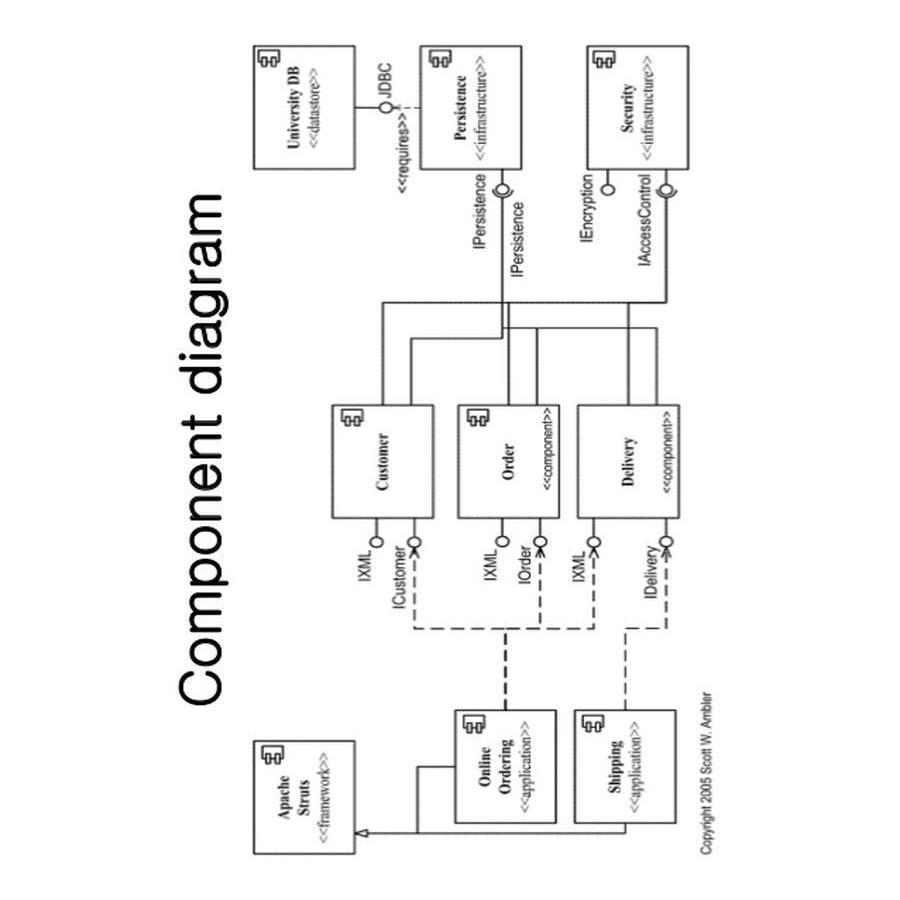 Component diagram
Apache
Struts
<<framework>>
Online
Ordering
<<application>>
Shipping
<<application>>
IXML
ICustomer
IXML
IOrder
IXML
IDelivery
Customer
Order
<<component>>
Delivery
<<component>>
IPersistence
IPersistence
IEncryption
IAccessControl
University DB
<<datastore>>
JDBC
<<requires>>
Persistence
<<infrastructure>>
Security
<<infrastructure>>
Copyright 2005 Scott W. Ambler